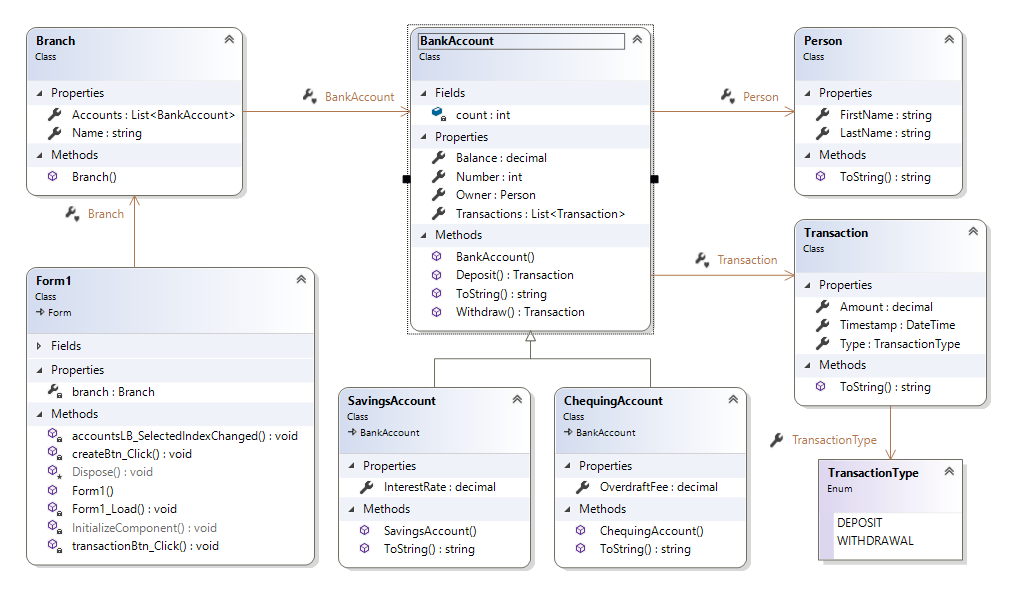 Branch
Class
Properties
Accounts : List<BankAccount>
Name : string
Methods
Branch()
BankAccount
BankAccount
Class
Fields
count : int
Properties
Balance : decimal
Number : int
Owner : Person
Transactions : List<Transaction>
Methods
BankAccount()
Deposit() : Transaction
ToString() : string
Withdraw() : Transaction
Person
Person
Class
Properties
FirstName : string
LastName : string
Methods
ToString() : string
Branch
Form1
Class
Form
Fields
Properties
branch : Branch
Methods
accountsLB_SelectedIndexChanged() : void
createBtn_Click() : void
Dispose() : void
Form1()
Form1_Load() : void
InitializeComponent() : void
transactionBtn_Click() : void
Transaction
Transaction
Class
Properties
Amount : decimal
Timestamp : DateTime
Type : TransactionType
Methods
ToString() : string
SavingsAccount
Class
BankAccount
Properties
InterestRate : decimal
Methods
SavingsAccount()
ToString() : string
ChequingAccount
Class
BankAccount
Properties
OverdraftFee : decimal
Methods
ChequingAccount()
ToString() : string
TransactionType
TransactionType
Enum
DEPOSIT
WITHDRAWAL